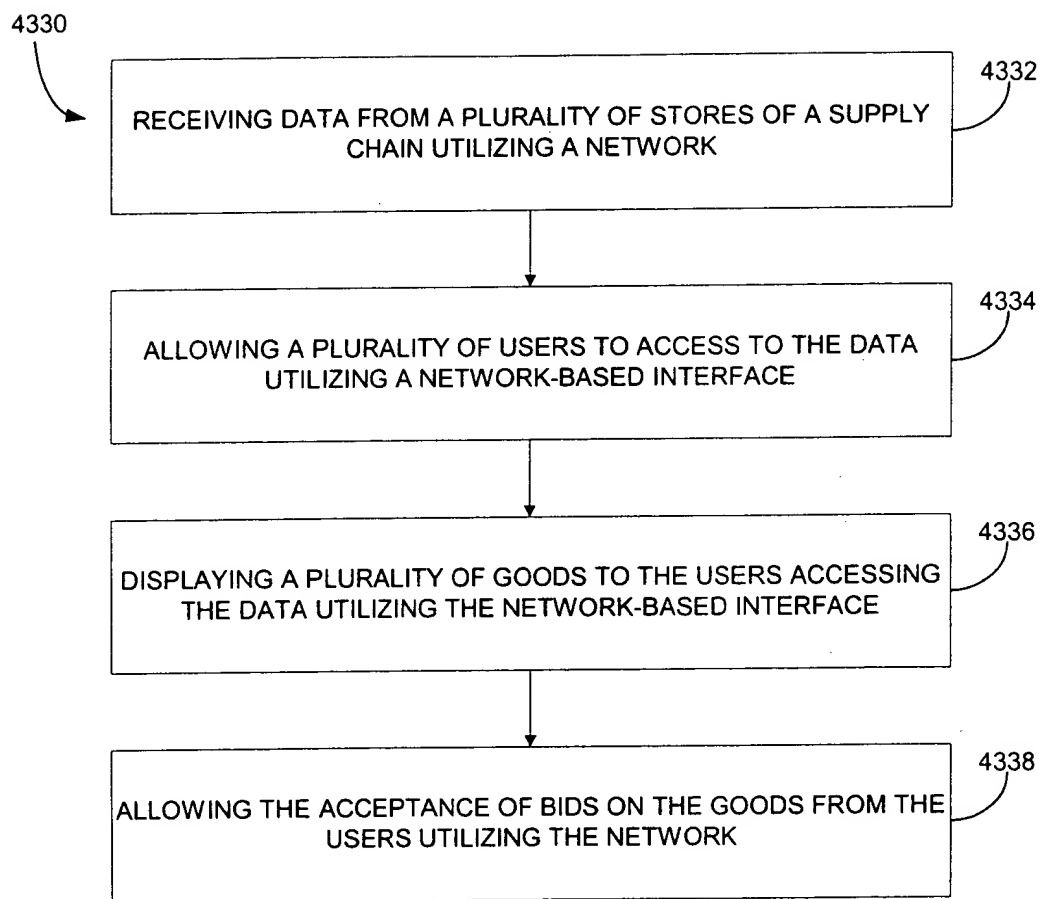 4330
4332
RECEIVING DATA FROM A PLURALITY OF STORES OF A SUPPLY
CHAIN UTILIZING A NETWORK
4334
ALLOWING A PLURALITY OF USERS TO ACCESS TO THE DATA
UTILIZING A NETWORK-BASED INTERFACE
4336
DISPLAYING A PLURALITY OF GOODS TO THE USERS ACCESSING
THE DATA UTILIZING THE NETWORK-BASED INTERFACE
4338
ALLOWING THE ACCEPTANCE OF BIDS ON THE GOODS FROM THE
USERS UTILIZING THE NETWORK